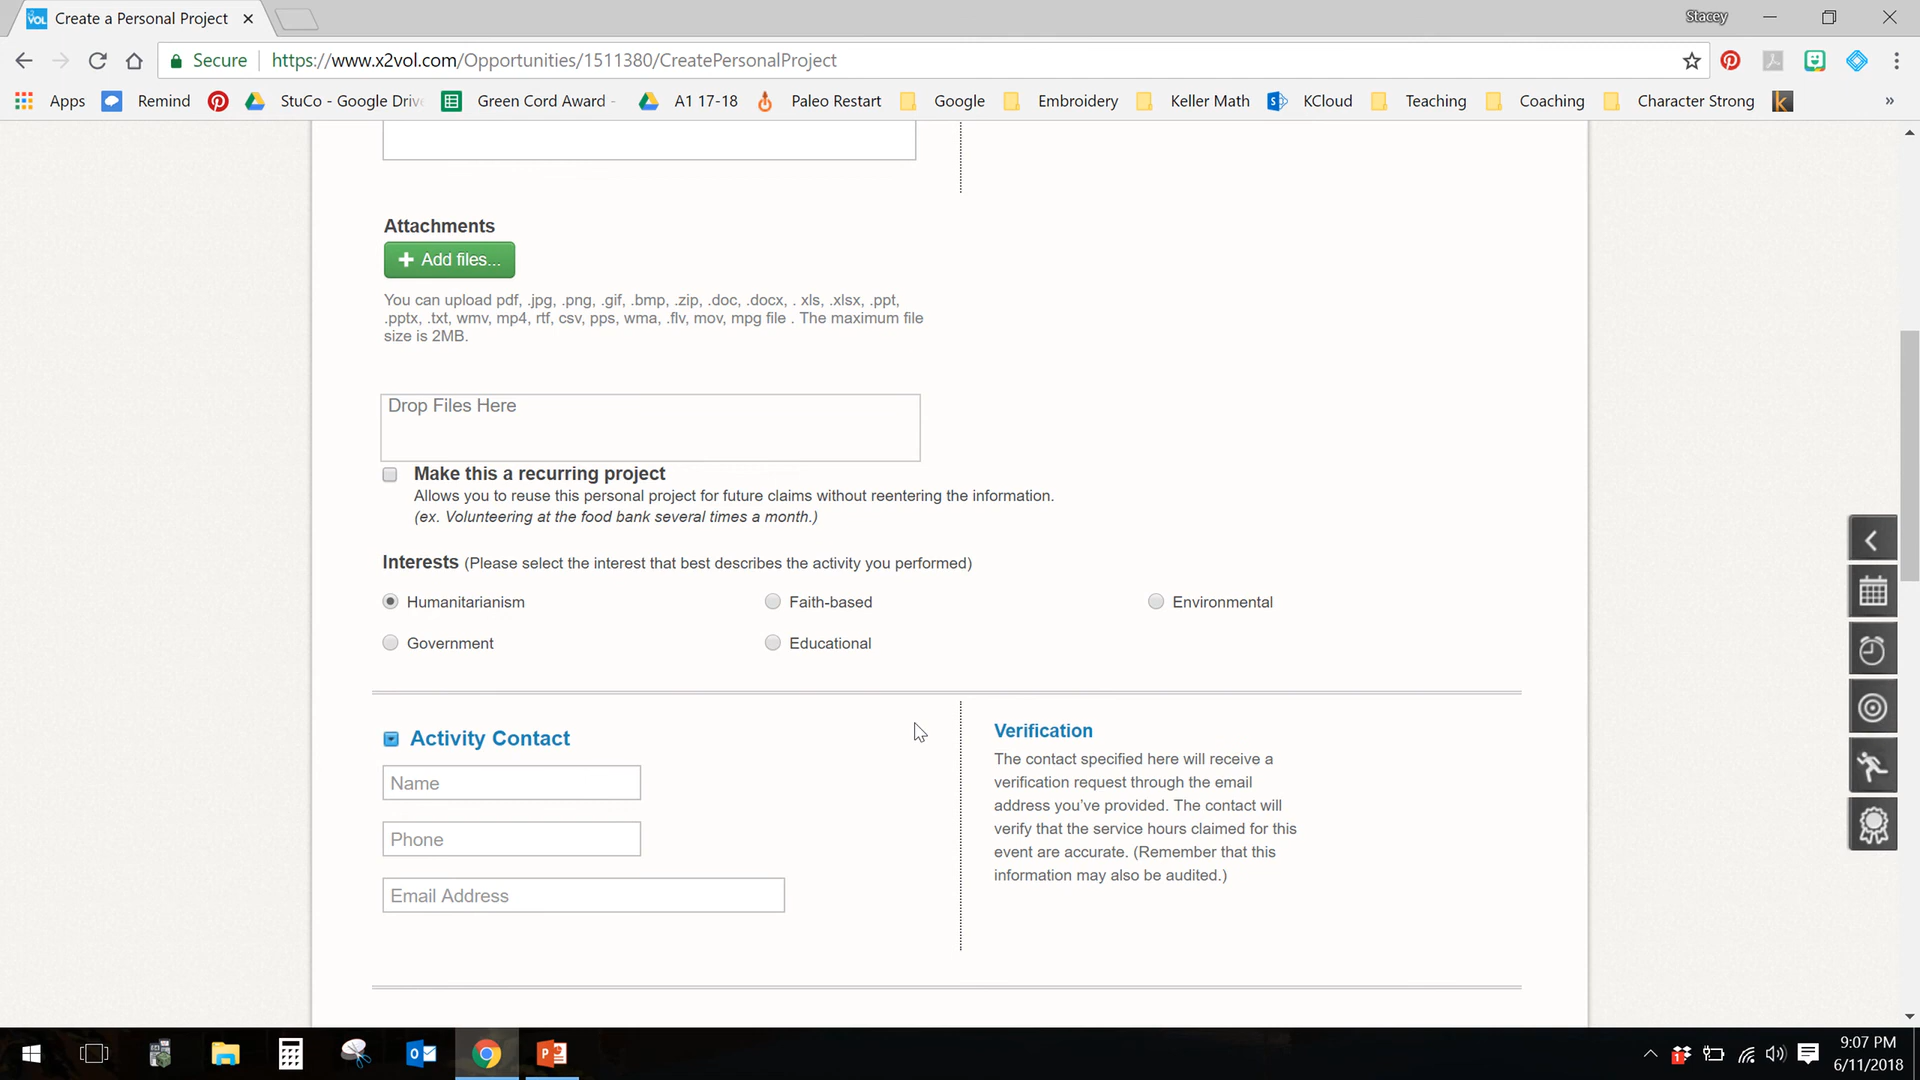 Create a Personal Project
Stacey
Secure
https://www.x2vol.com/Opportunities/1511380/CreatePersonalProject
Apps
Remind
StuCo - Google Drive
Green Cord Award -
A1 17-18
Paleo Restart
Google
Embroidery
Keller Math
KCloud
Teaching
Coaching
Character Strong
Attachments
+ Add files...
You can upload pdf, .jpg, .png, .gif, .bmp, .zip, .doc, .docx, . xls, .xlsx, .ppt,
.pptx, .txt, wmv, mp4, rtf, csv, pps, wma, .flv, mov, mpg file . The maximum file
size is 2MB.
Drop Files Here
Make this a recurring project
Allows you to reuse this personal project for future claims without reentering the information.
(ex. Volunteering at the food bank several times a month.)
Interests (Please select the interest that best describes the activity you performed)
Humanitarianism
Faith-based
Environmental
Government
Educational
Activity Contact
Name
Phone
Email Address
Verification
The contact specified here will receive a
verification request through the email
address you've provided. The contact will
verify that the service hours claimed for this
event are accurate. (Remember that this
information may also be audited.)
9:07 PM
6/11/2018